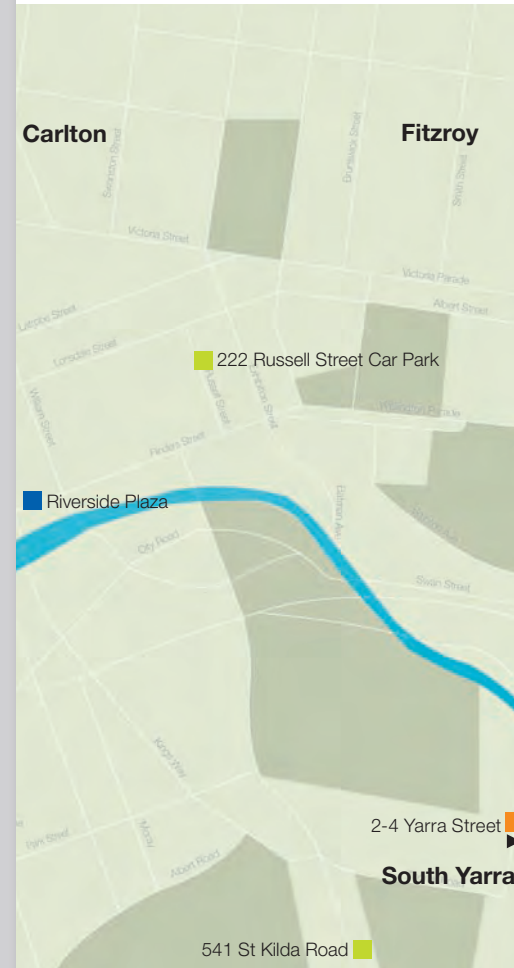 Carlton
Fitzroy
Swanston Street
Brunswick Street
Smith Street
Victoria Street
Victoria Parade
Albert Street
Latrobe Street
Lonsdale Street
222 Russell Street Car Park
Russell Street
Exhibition Street
William Street
Wellington Parade
Flinders Street
Riverside Plaza
Batman Ave
City Road
Swan Street
Kings Way
2-4 Yarra Street
Moray
Park Street
Albert Road
South Yarra
541 St Kilda Road